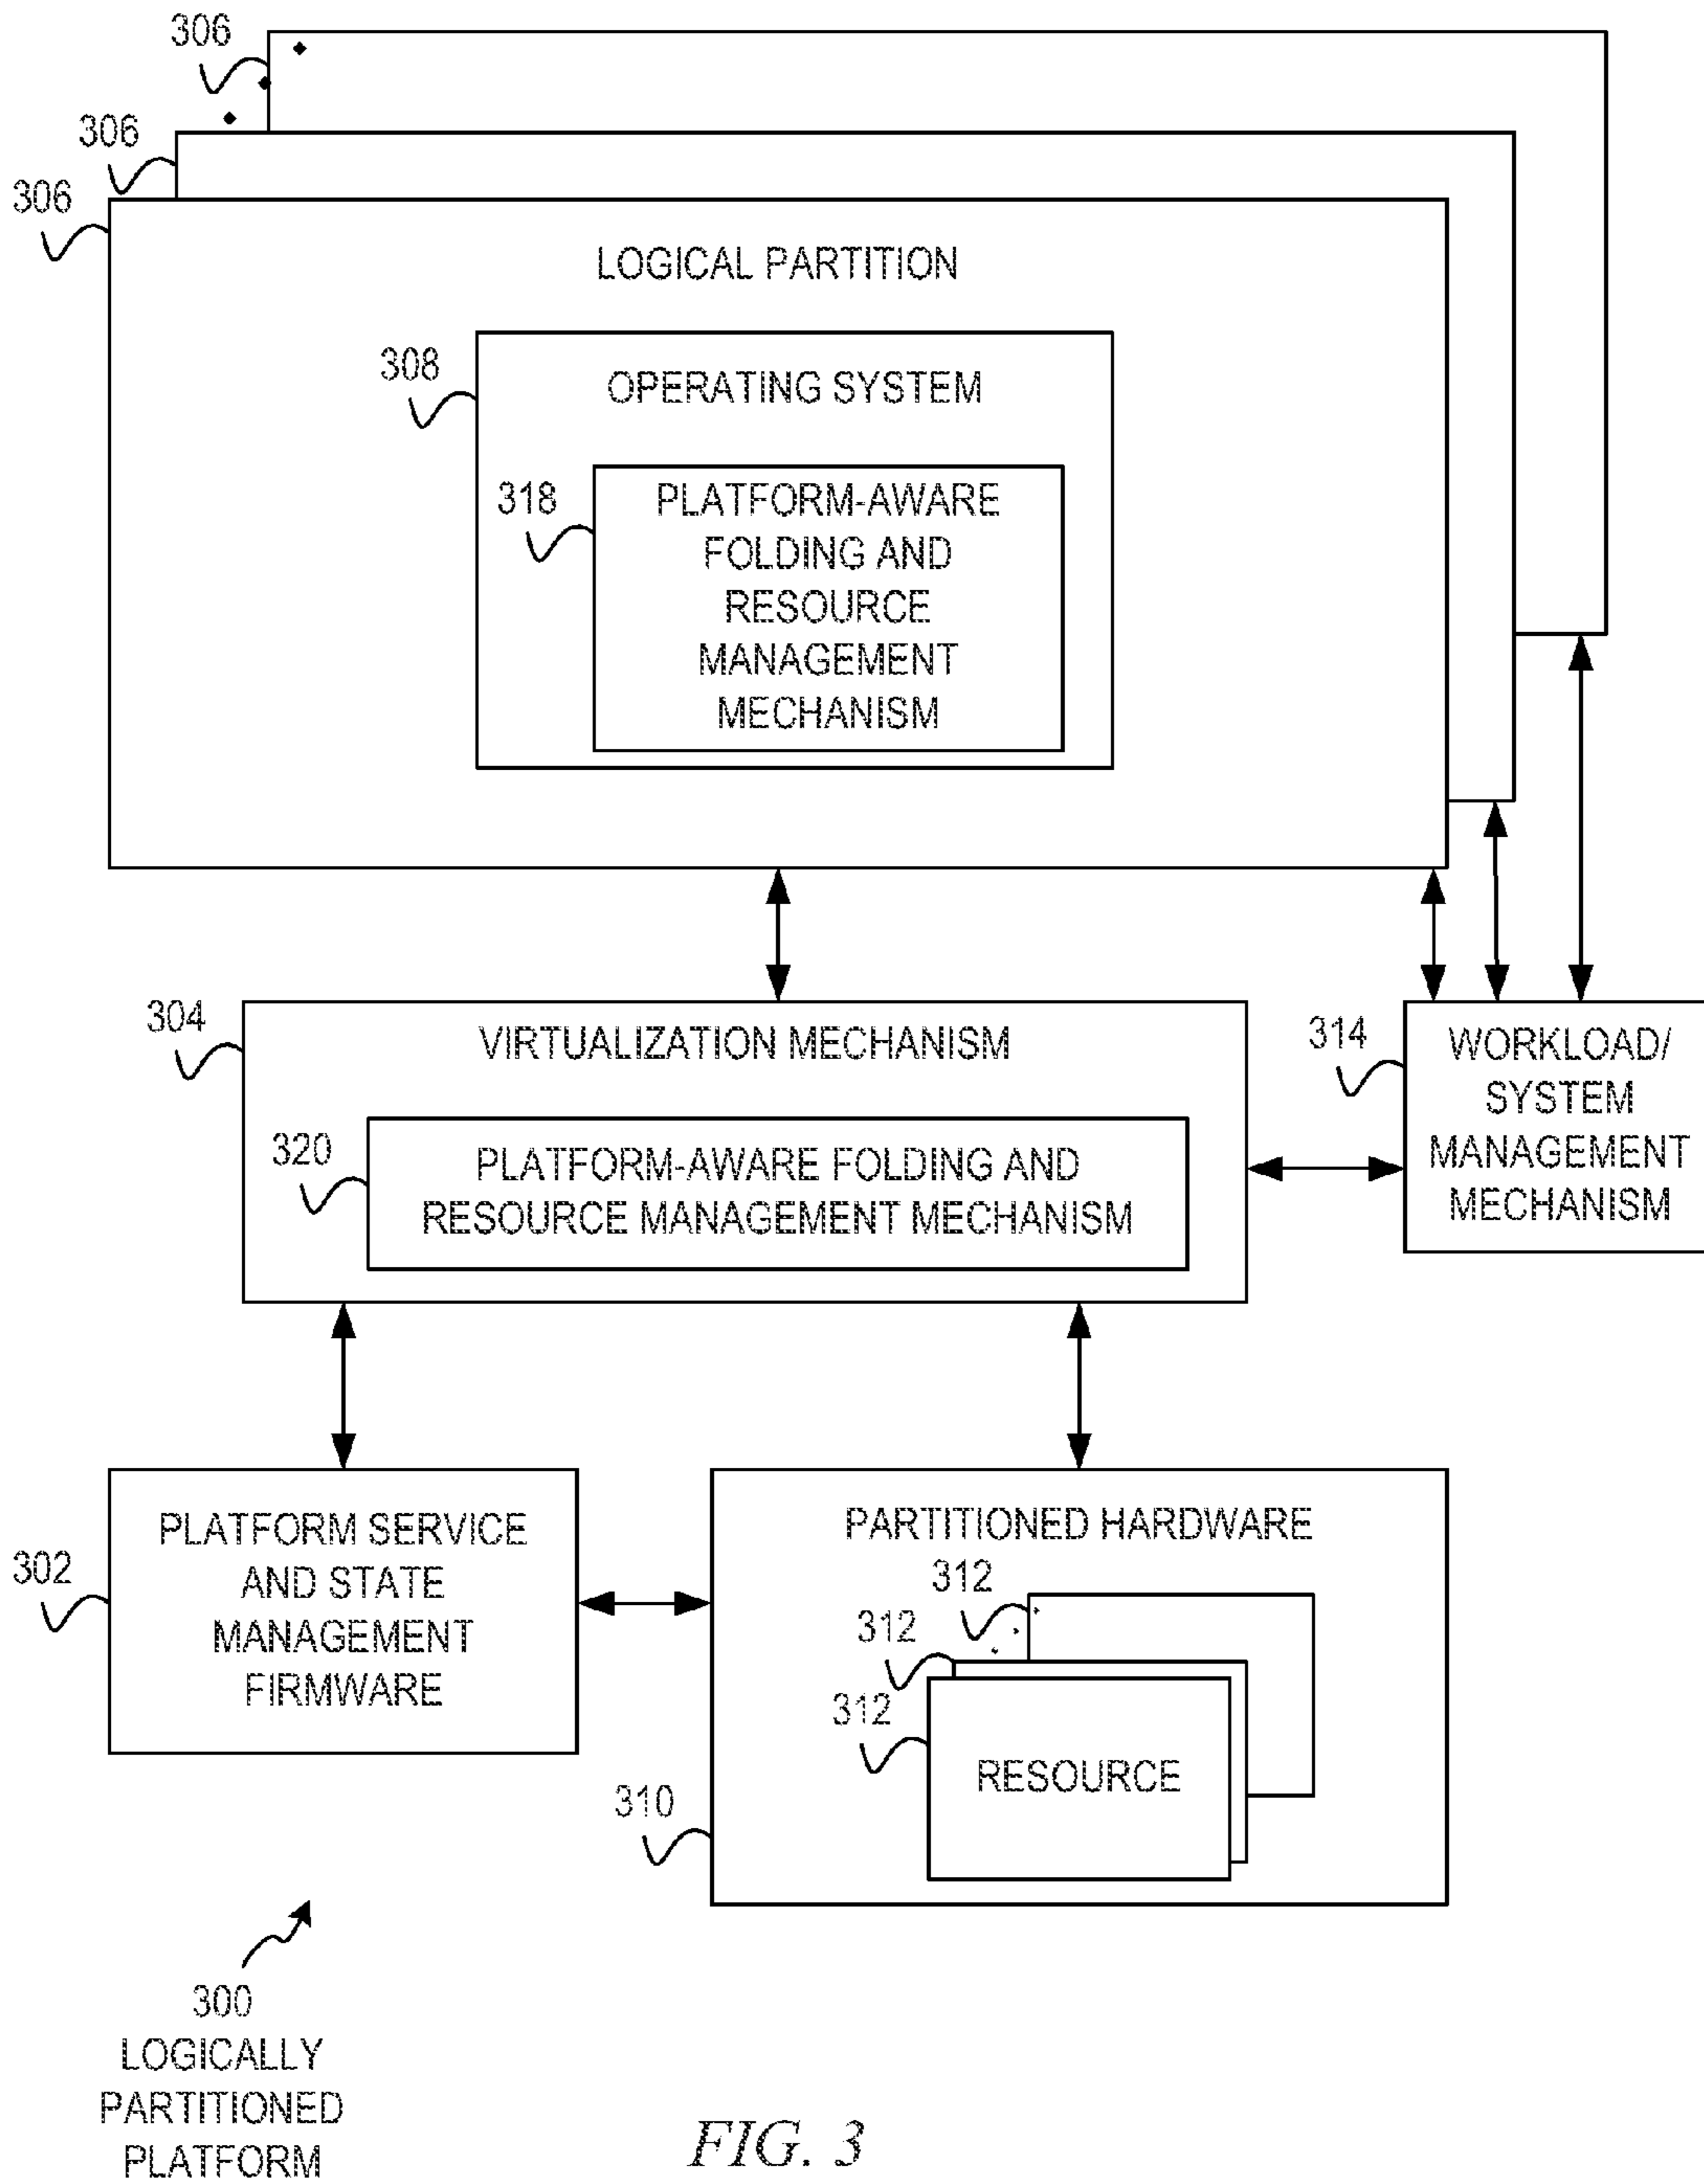 306
306
306
LOGICAL PARTITION
308
OPERATING SYSTEM
318
PLATFORM-AWARE
FOLDING AND
RESOURCE
MANAGEMENT
MECHANISM
304
VIRTUALIZATION MECHANISM
320
PLATFORM-AWARE FOLDING AND
RESOURCE MANAGEMENT MECHANISM
314
WORKLOAD/
SYSTEM
MANAGEMENT
MECHANISM
302
PLATFORM SERVICE
AND STATE
MANAGEMENT
FIRMWARE
PARTITIONED HARDWARE
312
312
312
RESOURCE
310
300
LOGICALLY
PARTITIONED
PLATFORM
FIG. 3